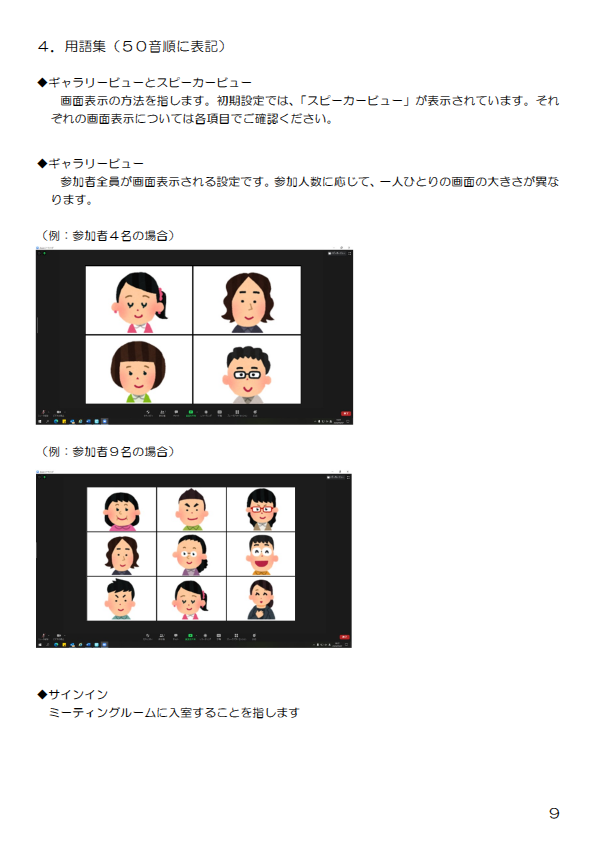 ４．用語集（５０音順に表記）
◆ギャラリービューとスピーカービュー
画面表示の方法を指します。初期設定では、「スピーカービュー」が表示されています。それ
ぞれの画面表示については各項目でご確認ください。
◆ギャラリービュー
参加者全員が画面表示される設定です。参加人数に応じて、一人ひとりの画面の大きさが異な
ります。
（例：参加者４名の場合）
（例：参加者９名の場合）
◆サインイン
ミーティングルームに入室することを指します
9